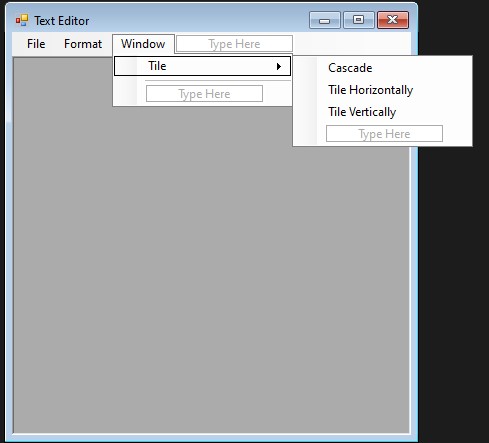 Text Editor
File Format Window Type Here
Tile
Type Here
Cascade
Tile Horizontally
Tile Vertically
Type Here